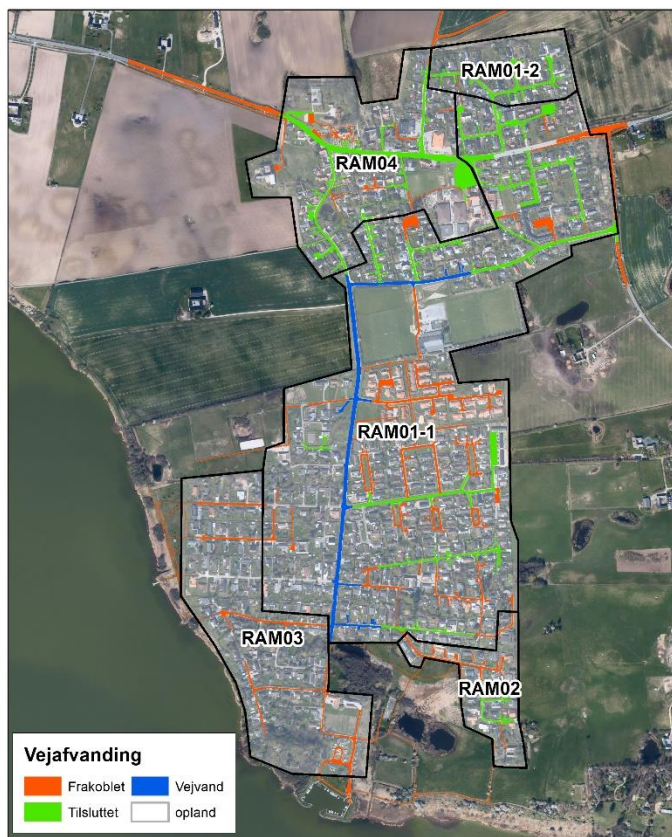 RAM01-2
RAM04
RAM01-1
RAM03
RAM02
Vejafvanding
Frakoblet
Vejvand
Tilsluttet
opland